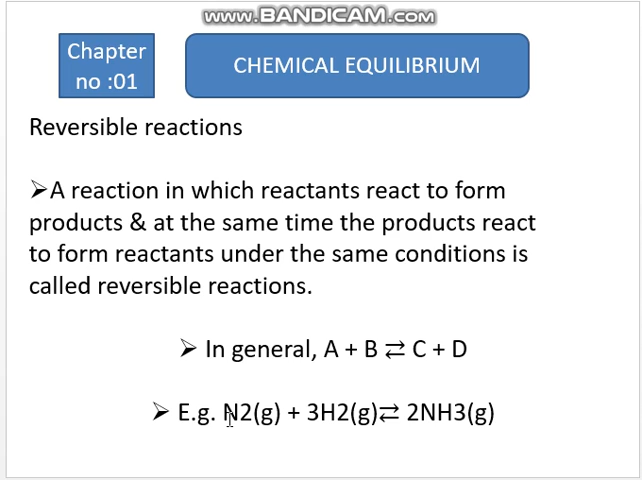 www.BANDICAM.com
Chapter
no :01
CHEMICAL EQUILIBRIUM
Reversible reactions
➢A reaction in which reactants react to form
products & at the same time the products react
to form reactants under the same conditions is
called reversible reactions.
➢ In general, A + B ⇄ C + D
➢ E.g. N2(g) + 3H2(g)⇄ 2NH3(g)